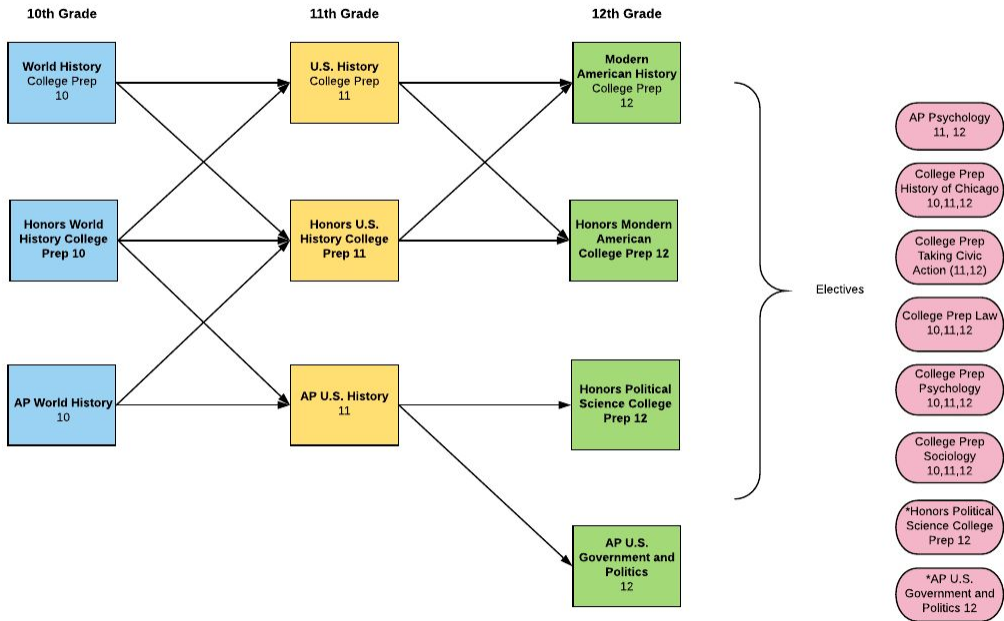 10th Grade
11th Grade
12th Grade
World History
College Prep
10
U.S. History
College Prep
11
Modern
American History
College Prep
12
Honors World
History College
Prep 10
Honors U.S.
History College
Prep 11
Honors Mondern
American
College Prep 12
AP World History
10
AP U.S. History
11
Honors Political
Science College
Prep 12
AP U.S.
Government and
Politics
12
Electives
AP Psychology
11, 12
College Prep
History of Chicago
10,11,12
College Prep
Taking Civic
Action (11,12)
College Prep Law
10,11,12
College Prep
Psychology
10,11,12
College Prep
Sociology
10,11,12
*Honors Political
Science College
Prep 12
*AP U.S.
Government and
Politics 12